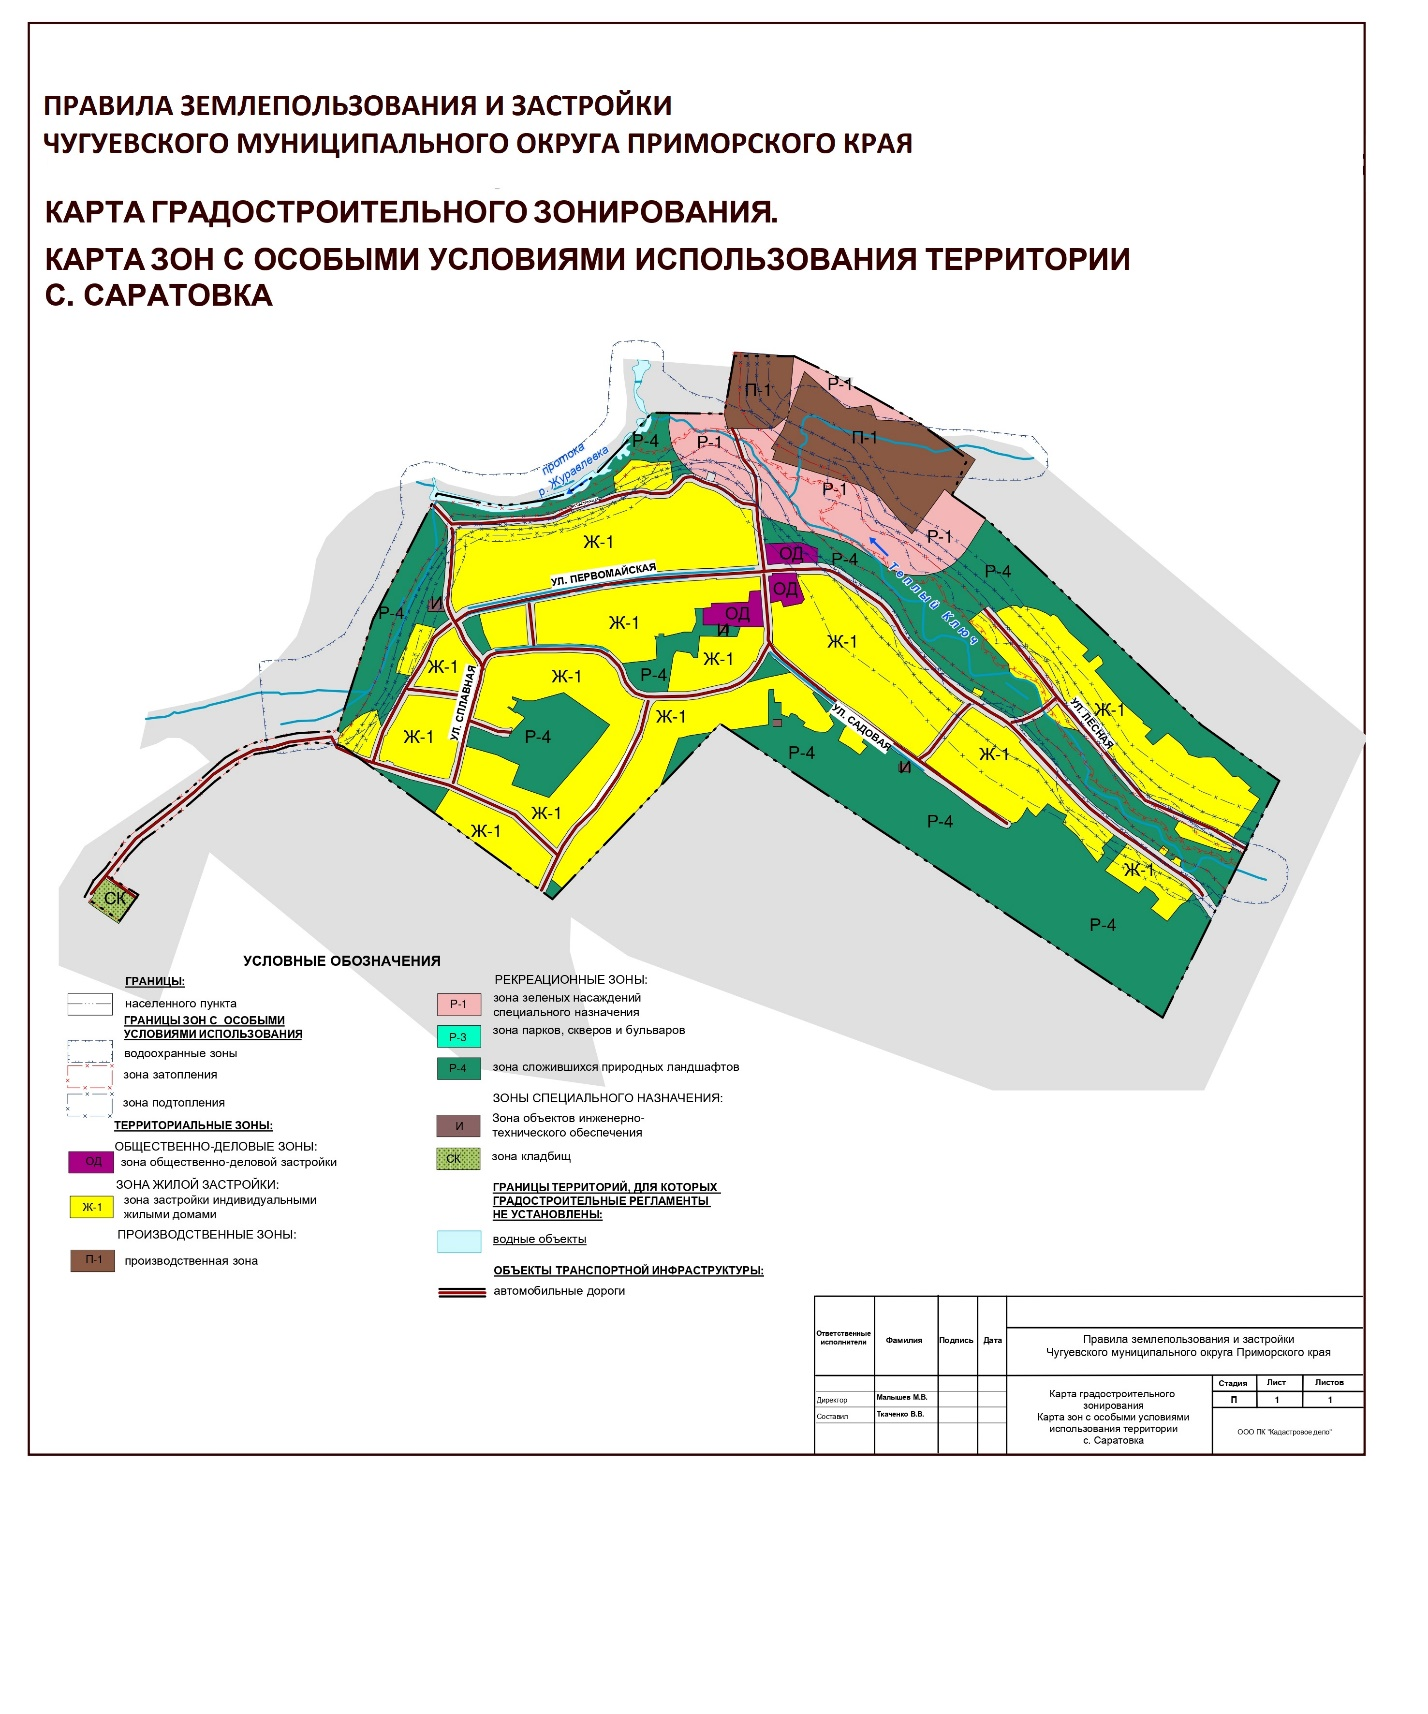 ПРАВИЛА ЗЕМЛЕПОЛЬЗОВАНИЯ И ЗАСТРОЙКИ
ЧУГУЕВСКОГО МУНИЦИПАЛЬНОГО ОКРУГА ПРИМОРСКОГО КРАЯ
КАРТА ГРАДОСТРОИТЕЛЬНОГО ЗОНИРОВАНИЯ.
КАРТА ЗОН С ОСОБЫМИ УСЛОВИЯМИ ИСПОЛЬЗОВАНИЯ ТЕРРИТОРИИ
С. САРАТОВКА
П-1
Р-1
Р-4
Р-1
П-1
протока
р. Журавлевка
Р-1
Р-1
Ж-1
ОД
Р-4
Теплый Ключ
Р-4
УЛ. ПЕРВОМАЙСКАЯ
ОД
И
Р-4
Ж-1
ОД
И
Ж-1
Ж-1
Ж-1
Ж-1
Р-4
УЛ. СПЛАВНАЯ
Ж-1
Ж-1
УЛ. ЛЕСНАЯ
УЛ. САДОВАЯ
Ж-1
Р-4
Р-4
Ж-1
И
Ж-1
Ж-1
Р-4
Ж-1
СК
Р-4
УСЛОВНЫЕ ОБОЗНАЧЕНИЯ
ГРАНИЦЫ:
населенного пункта
ГРАНИЦЫ ЗОН С ОСОБЫМИ
УСЛОВИЯМИ ИСПОЛЬЗОВАНИЯ
водоохранные зоны
зона затопления
зона подтопления
ТЕРРИТОРИАЛЬНЫЕ ЗОНЫ:
ОБЩЕСТВЕННО-ДЕЛОВЫЕ ЗОНЫ:
ОД зона общественно-деловой застройки
ЗОНА ЖИЛОЙ ЗАСТРОЙКИ:
Ж-1 зона застройки индивидуальными
жилыми домами
ПРОИЗВОДСТВЕННЫЕ ЗОНЫ:
П-1 производственная зона
РЕКРЕАЦИОННЫЕ ЗОНЫ:
Р-1 зона зеленых насаждений
специального назначения
Р-3 зона парков, скверов и бульваров
Р-4 зона сложившихся природных ландшафтов
ЗОНЫ СПЕЦИАЛЬНОГО НАЗНАЧЕНИЯ:
И Зона объектов инженерно-
технического обеспечения
СК зона кладбищ
ГРАНИЦЫ ТЕРРИТОРИЙ, ДЛЯ КОТОРЫХ
ГРАДОСТРОИТЕЛЬНЫЕ РЕГЛАМЕНТЫ
НЕ УСТАНОВЛЕНЫ:
водные объекты
ОБЪЕКТЫ ТРАНСПОРТНОЙ ИНФРАСТРУКТУРЫ:
автомобильные дороги
Ответственные
исполнители
Фамилия
Подпись
Дата
Правила землепользования и застройки
Чугуевского муниципального округа Приморского края
Директор Малышев М.В.
Составил Ткаченко В.В.
Карта градостроительного
зонирования
Карта зон с особыми условиями
использования территории
с. Саратовка
Стадия Лист Листов
П 1 1
ООО ПК "Кадастровое дело"